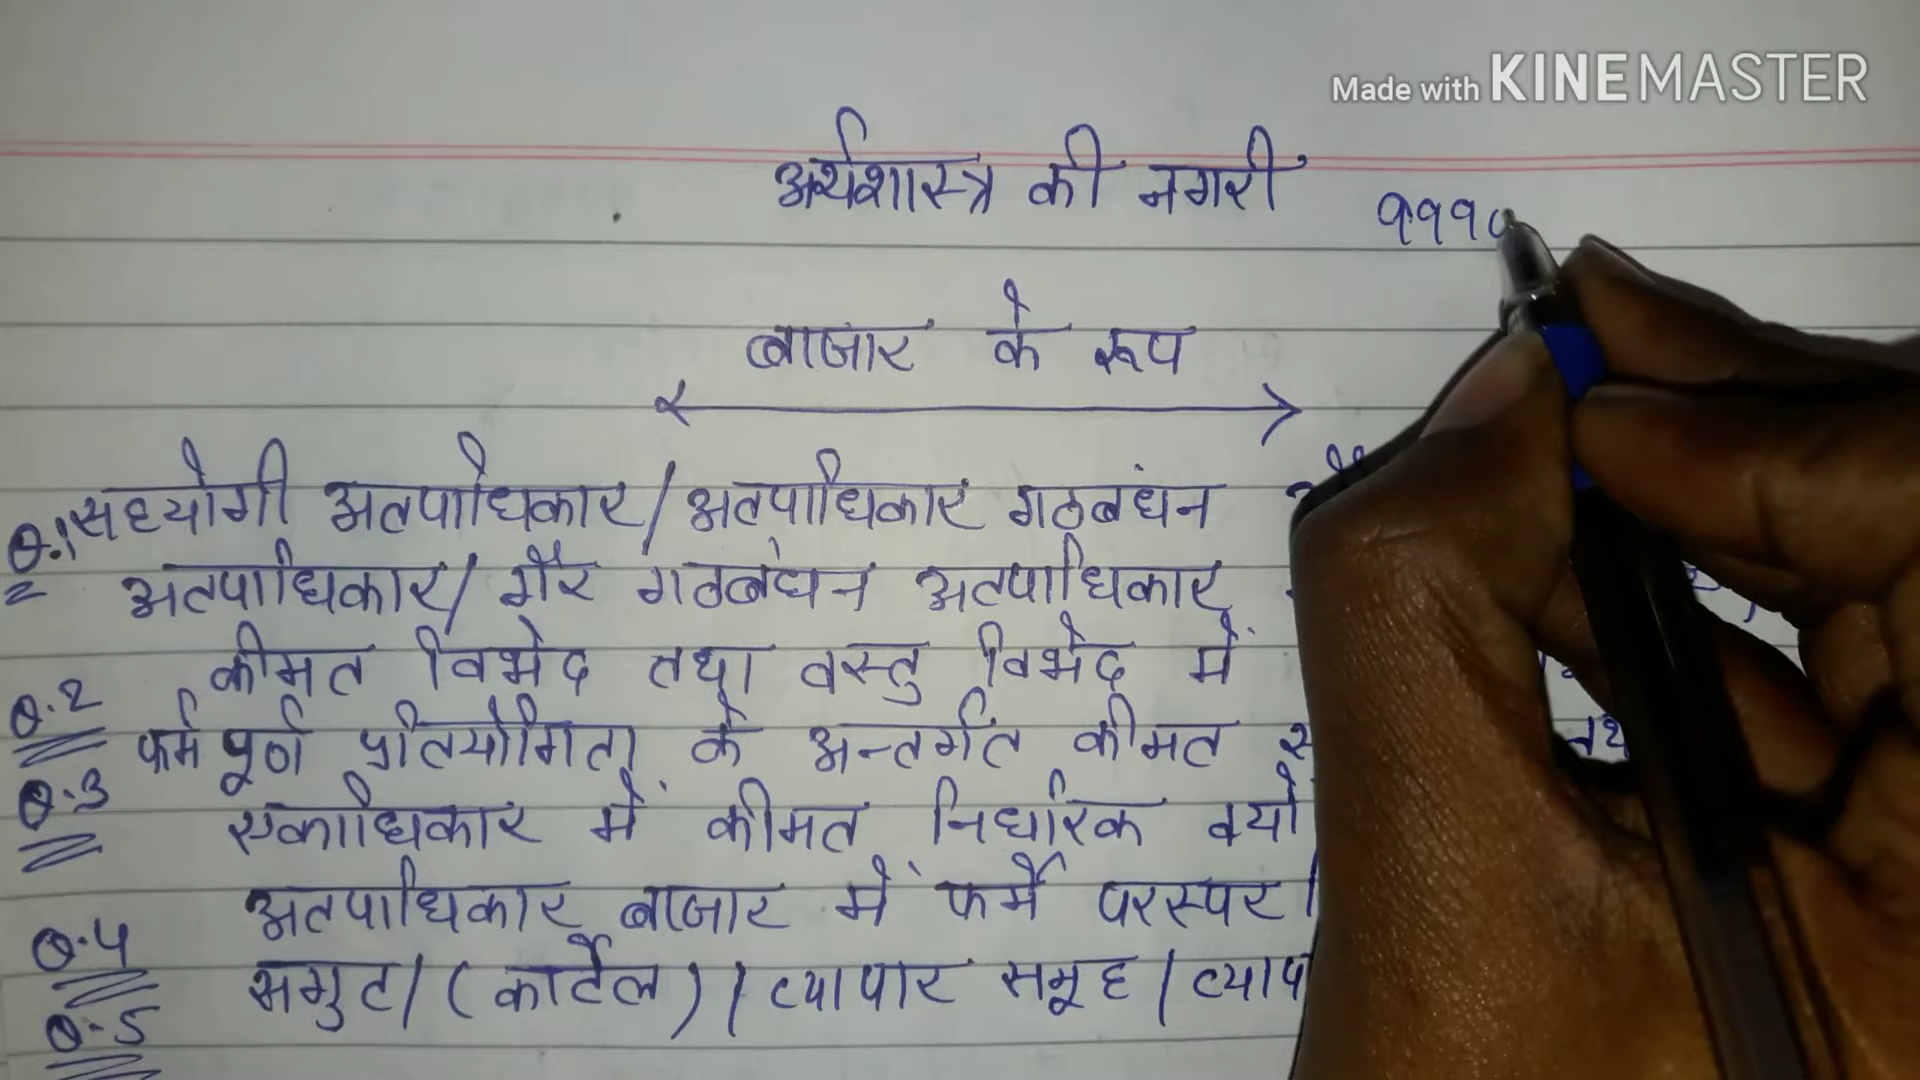 Made with KINEMASTER
अर्थशास्त्र की नगरी
बाजार के रूप
Q.1 सहयोगी अल्पाधिकार/अल्पाधिकार गठबंधन
अल्पाधिकार/ गैर गठबंधन अल्पाधिकार
Q.2 कीमत विभेद तथा वस्तु विभेद में
Q.3 फर्म पूर्ण प्रतियोगिता के अन्तर्गत कीमत
एकाधिकार में कीमत निर्धारक क्यों
Q.4 अल्पाधिकार बाजार में फर्में परस्पर
Q.5 समुट/(कार्टेल)/व्यापार समूह/